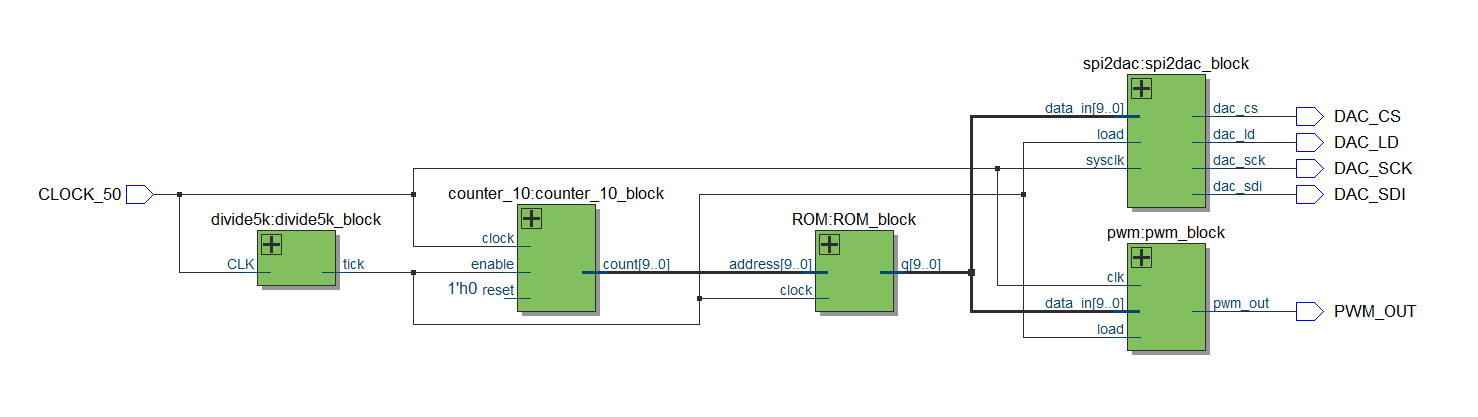 spi2dac:spi2dac_block
data_in[9..0]
load
sysclk
dac_cs
dac_ld
dac_sck
dac_sdi
DAC_CS
DAC_LD
DAC_SCK
DAC_SDI
CLOCK_50
divide5k:divide5k_block
CLK
tick
counter_10:counter_10_block
clock
enable
1'h0 reset
count[9..0]
ROM:ROM_block
address[9..0]
clock
q[9..0]
pwm:pwm_block
clk
data_in[9..0]
load
pwm_out
PWM_OUT